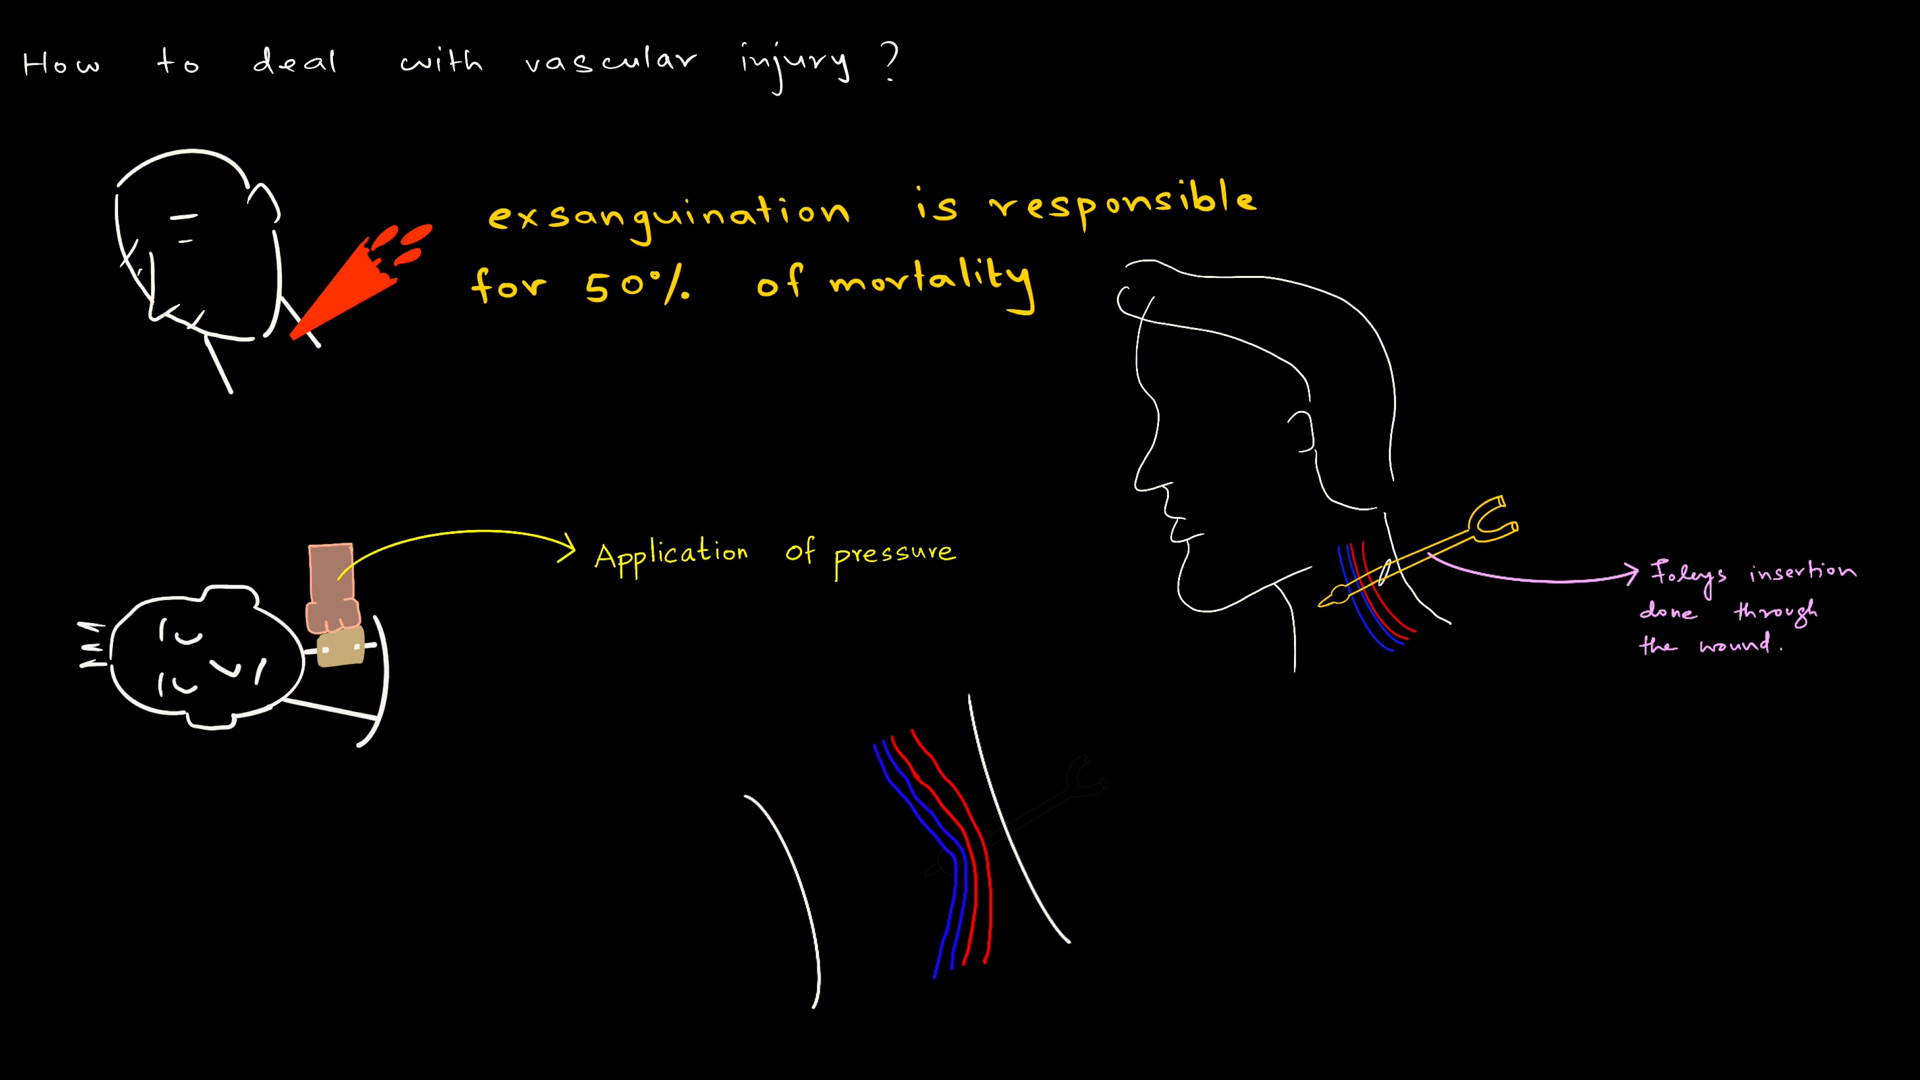 How to deal with vascular injury ?
exsanguination is responsible
for 50% of mortality
Application of pressure
Foleys insertion
done through
the wound.